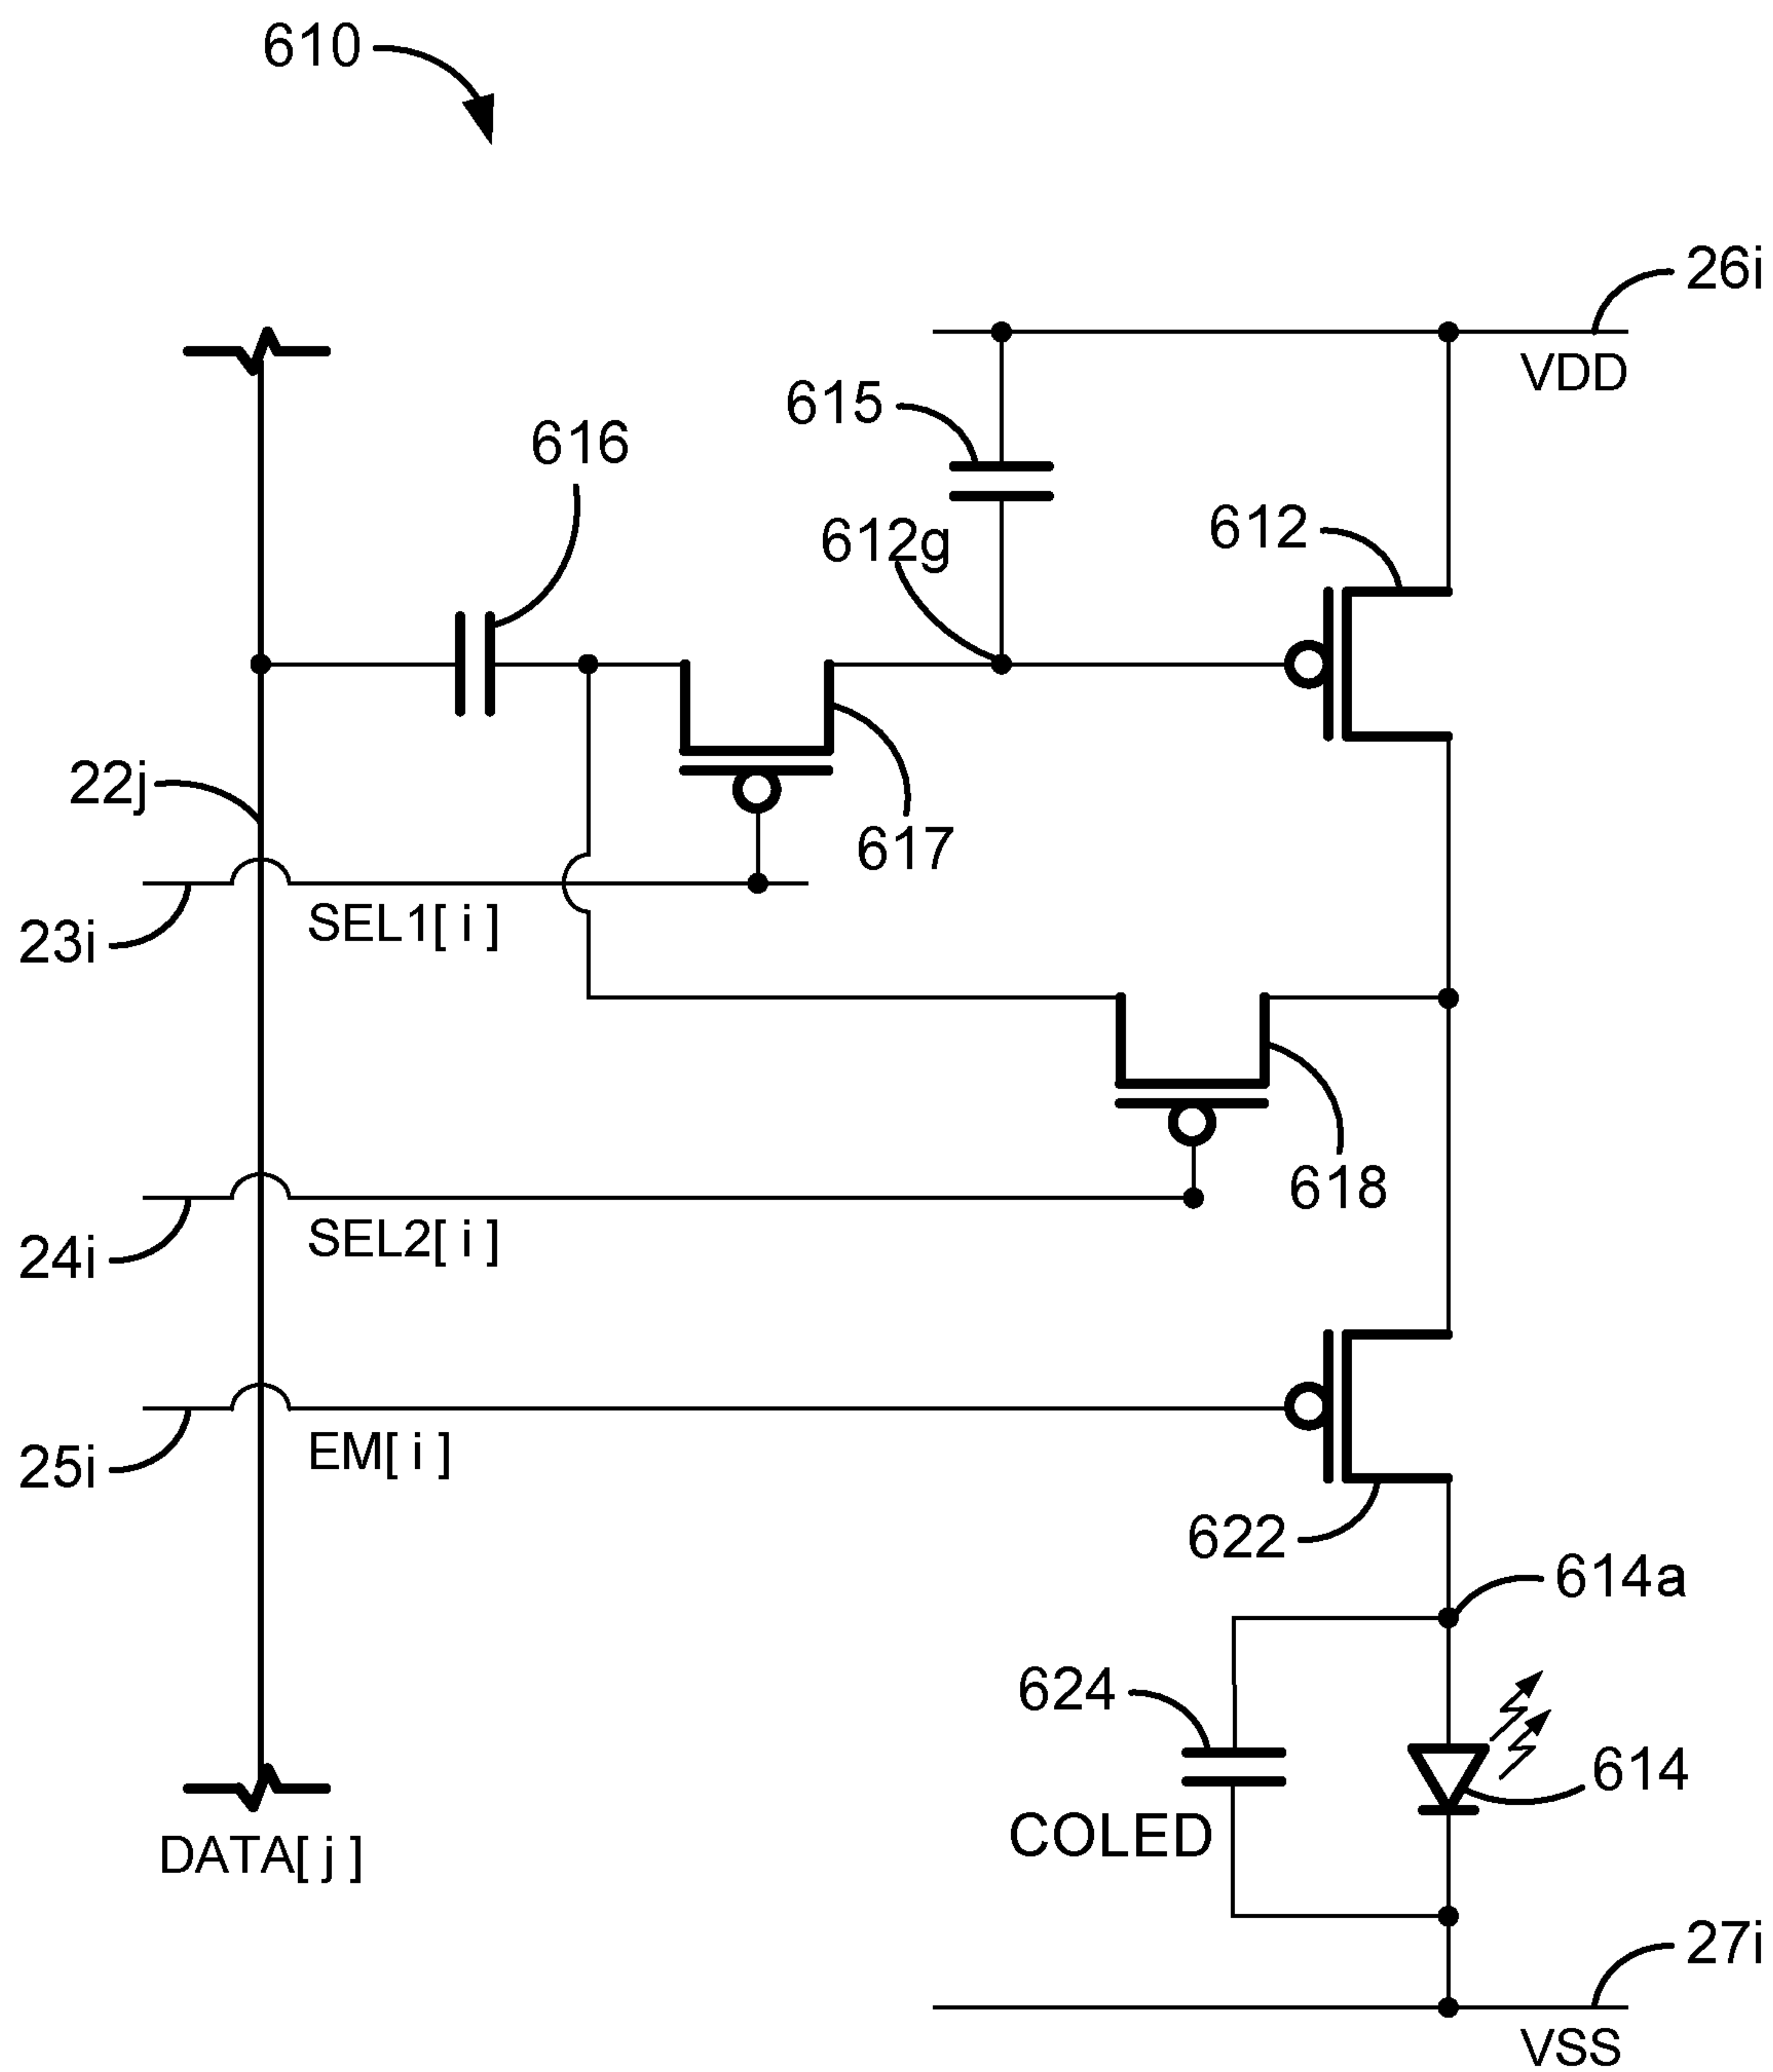 610
26i
VDD
615
616
612g
612
22j
617
23i
SEL1[ i ]
618
24i
SEL2[ i ]
25i
EM[ i ]
622
614a
624
614
COLED
DATA[ j ]
27i
VSS